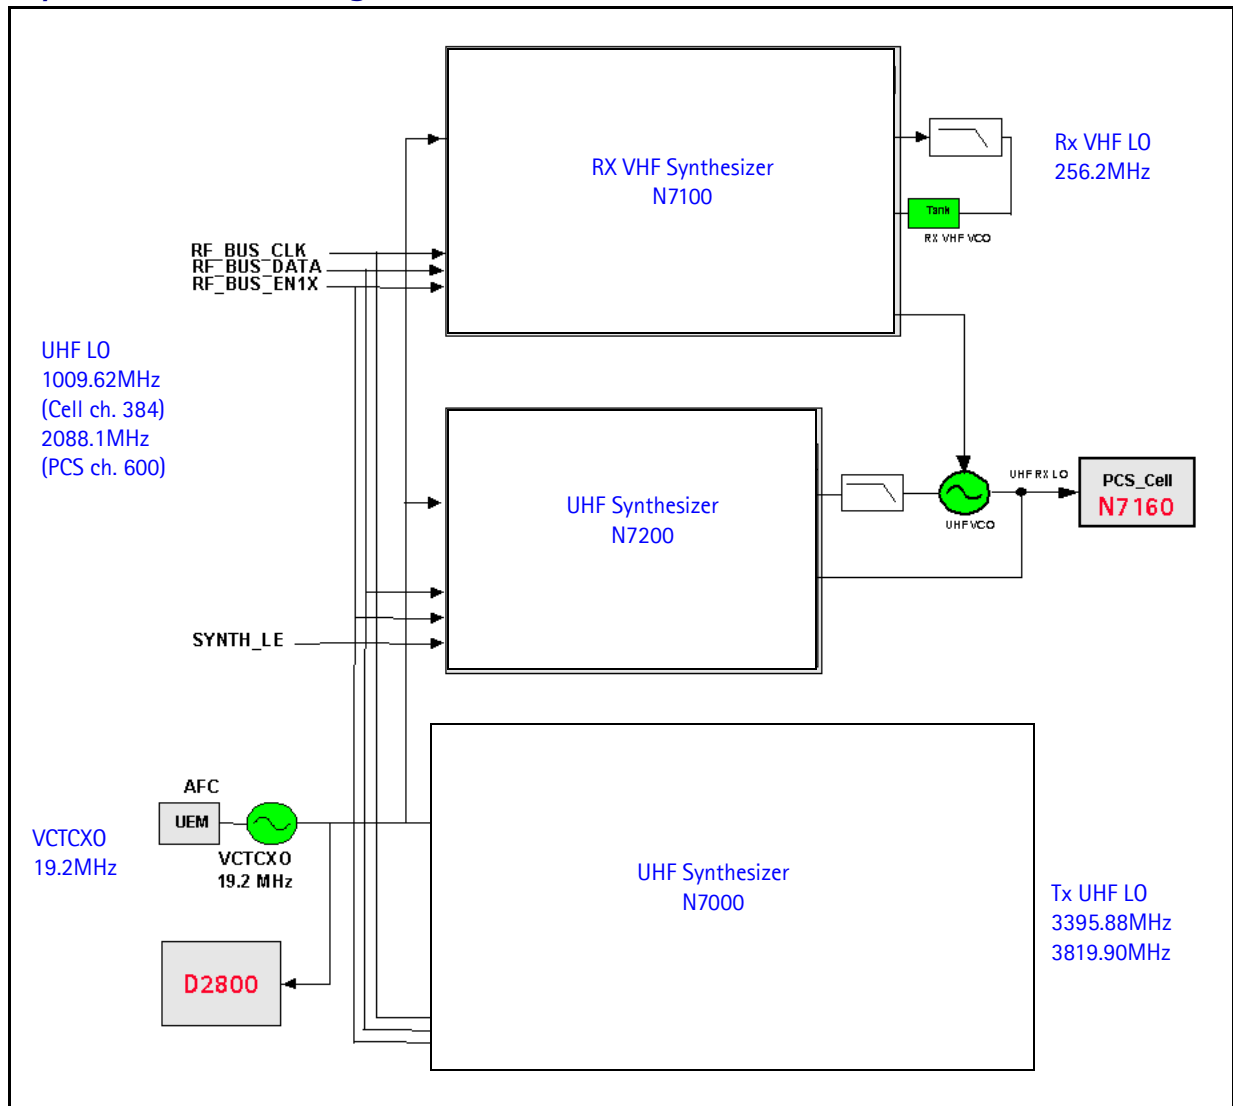 RX VHF Synthesizer
N7100
Rx VHF LO
256.2MHz
Tank
RX VHF VCO
RF_BUS_CLK
RF_BUS_DATA
RF_BUS_EN1X
UHF LO
1009.62MHz
(Cell ch. 384)
2088.1MHz
(PCS ch. 600)
UHF Synthesizer
N7200
UHF RX LO
UHF VCO
PCS_Cell
N7160
SYNTH_LE
AFC
UEM
VCTCXO
19.2 MHz
VCTCXO
19.2MHz
UHF Synthesizer
N7000
Tx UHF LO
3395.88MHz
3819.90MHz
D2800